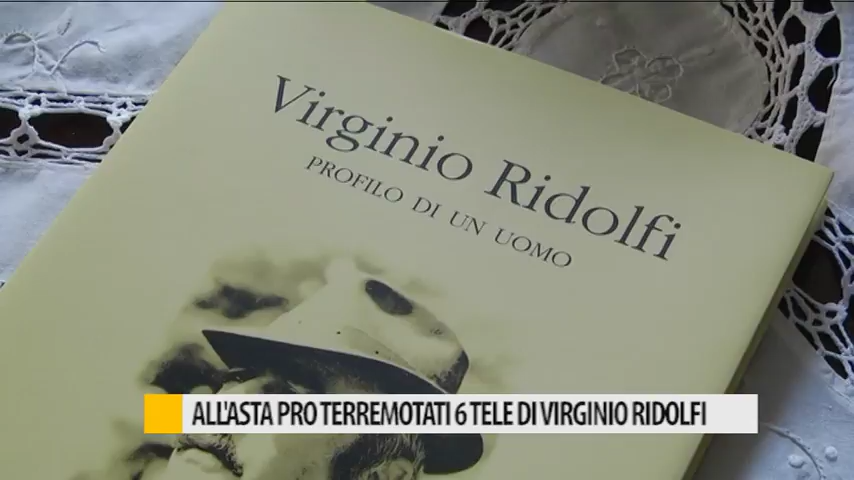 Virginio Ridolfi
PROFILO DI UN UOMO
ALL'ASTA PRO TERREMOTATI 6 TELE DI VIRGINIO RIDOLFI